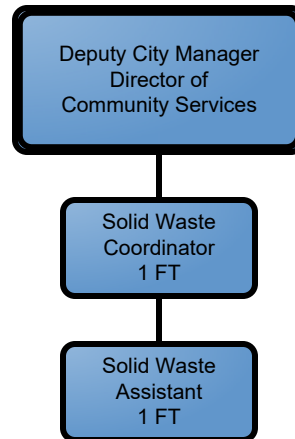 Deputy City Manager
Director of
Community Services
Solid Waste
Coordinator
1 FT
Solid Waste
Assistant
1 FT